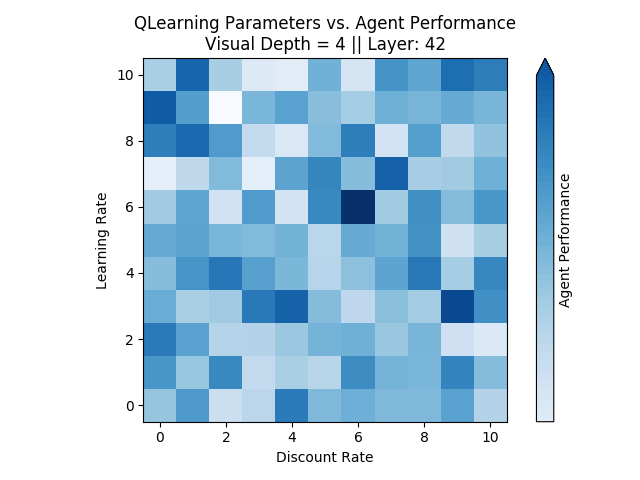 QLearning Parameters vs. Agent Performance
Visual Depth = 4 || Layer: 42
10
8
6
4
2
0
Learning Rate
0 2 4 6 8 10
Discount Rate
Agent Performance